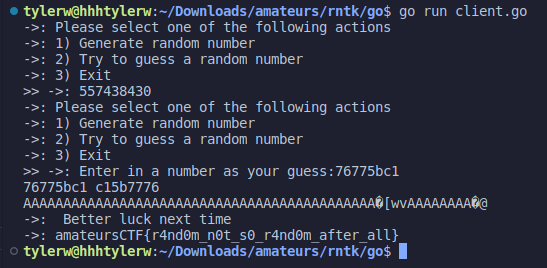 tylerw@hhhtylerw:~/Downloads/amateurs/rntk/go$ go run client.go
->: Please select one of the following actions
->: 1) Generate random number
->: 2) Try to guess a random number
->: 3) Exit
>> ->: 557438430
->: Please select one of the following actions
->: 1) Generate random number
->: 2) Try to guess a random number
->: 3) Exit
>> ->: Enter in a number as your guess:76775bc1
76775bc1 c15b7776
AAAAAAAAAAAAAAAAAAAAAAAAAAAAAAAAAAAAAAAAAAAA�[wvAAAAAAAA�@
->:  Better luck next time
->: amateursCTF{r4nd0m_n0t_s0_r4nd0m_after_all}
tylerw@hhhtylerw:~/Downloads/amateurs/rntk/go$